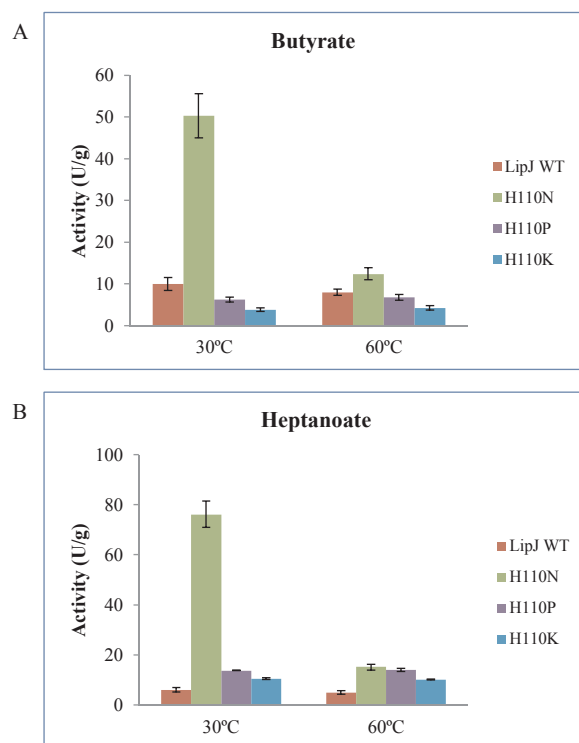 A
Butyrate
60
50
40
30
20
10
0
Activity (U/g)
30ºC
60ºC
LipJ WT
H110N
H110P
H110K
B
Heptanoate
100
80
60
40
20
0
Activity (U/g)
30ºC
60ºC
LipJ WT
H110N
H110P
H110K